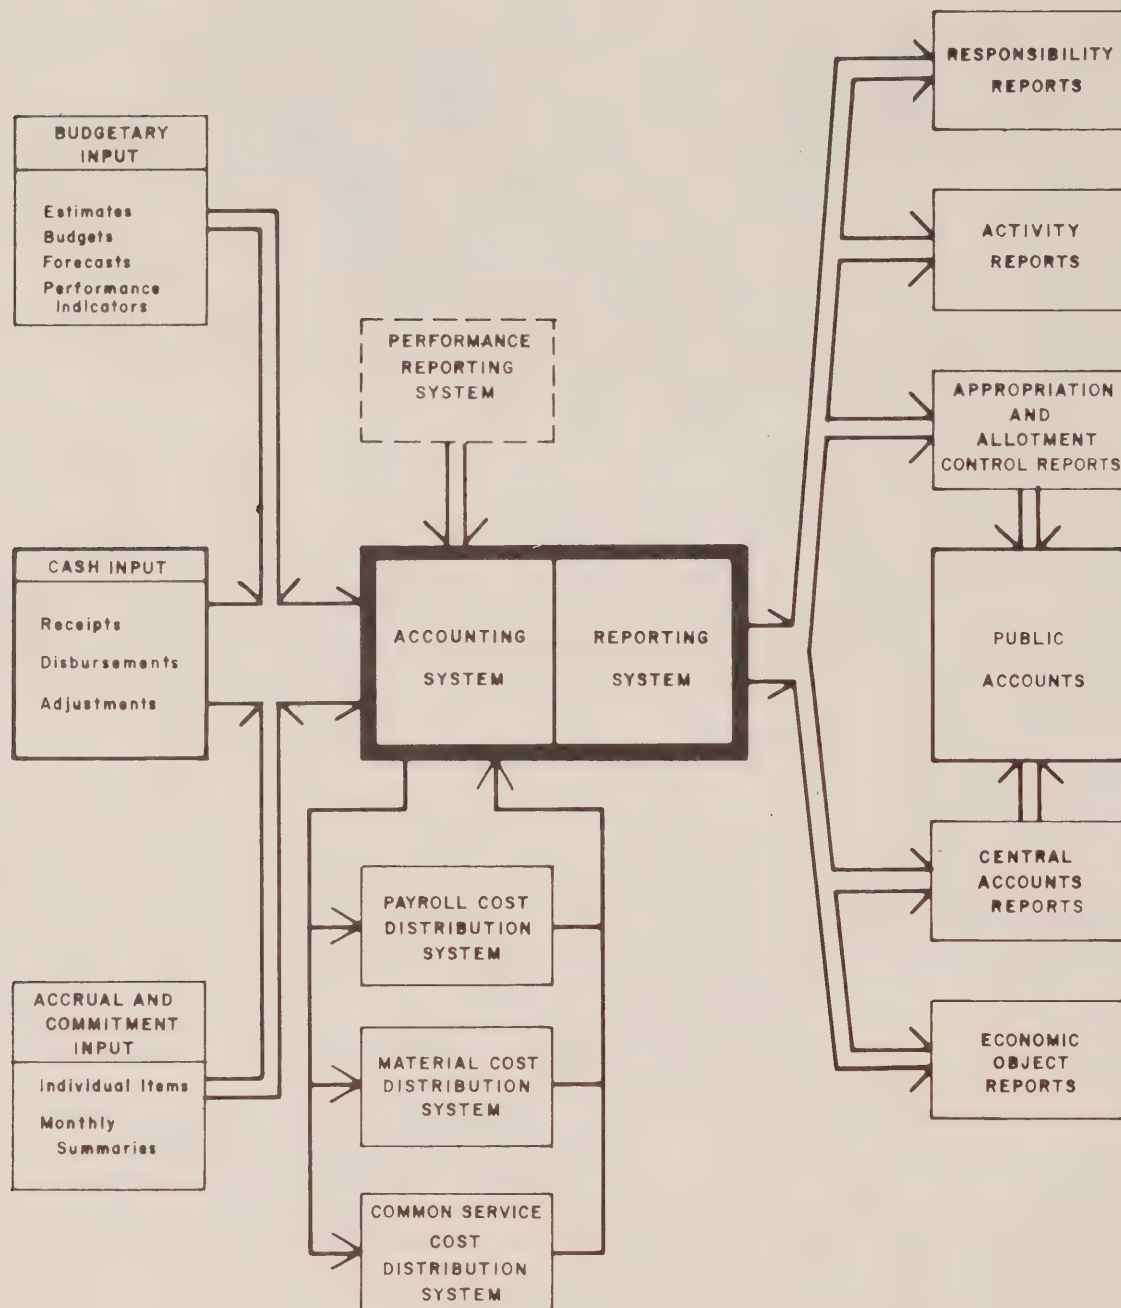 BUDGETARY
INPUT
Estimates
Budgets
Forecasts
Performance
Indicators
CASH INPUT
Receipts
Disbursements
Adjustments
ACCRUAL AND
COMMITMENT
INPUT
Individual Items
Monthly
Summaries
PERFORMANCE
REPORTING
SYSTEM
ACCOUNTING
SYSTEM
REPORTING
SYSTEM
PAYROLL COST
DISTRIBUTION
SYSTEM
MATERIAL COST
DISTRIBUTION
SYSTEM
COMMON SERVICE
COST
DISTRIBUTION
SYSTEM
RESPONSIBILITY
REPORTS
ACTIVITY
REPORTS
APPROPRIATION
AND
ALLOTMENT
CONTROL REPORTS
PUBLIC
ACCOUNTS
CENTRAL
ACCOUNTS
REPORTS
ECONOMIC
OBJECT
REPORTS